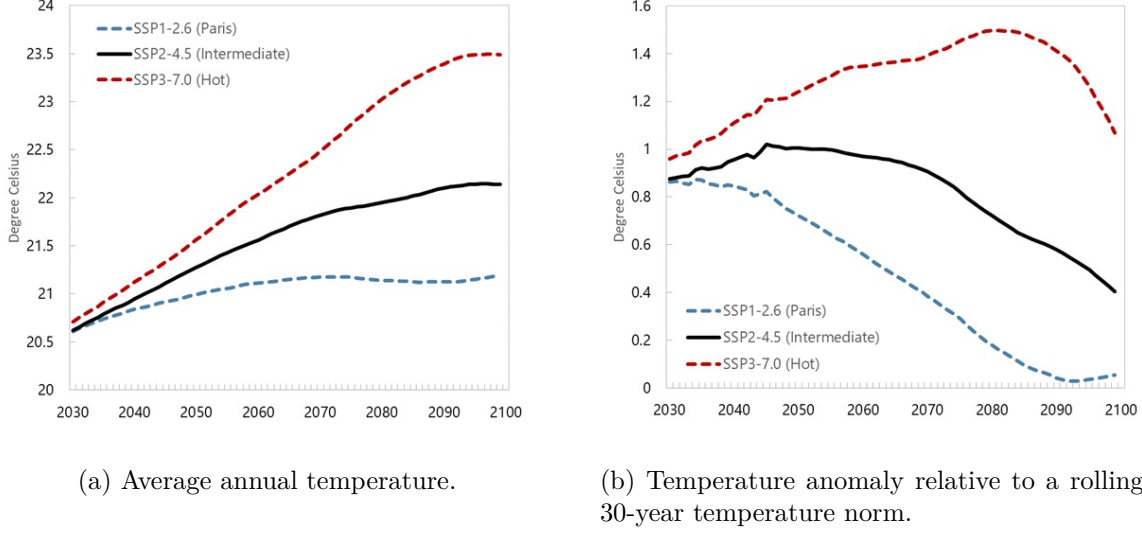 24
23.5
23
22.5
22
21.5
21
20.5
20
Degree Celsius
SSP1-2.6 (Paris)
SSP2-4.5 (Intermediate)
SSP3-7.0 (Hot)
2030 2040 2050 2060 2070 2080 2090 2100
(a) Average annual temperature.
1.6
1.4
1.2
1
0.8
0.6
0.4
0.2
0
Degree Celsius
SSP1-2.6 (Paris)
SSP2-4.5 (Intermediate)
SSP3-7.0 (Hot)
2030 2040 2050 2060 2070 2080 2090 2100
(b) Temperature anomaly relative to a rolling
30-year temperature norm.